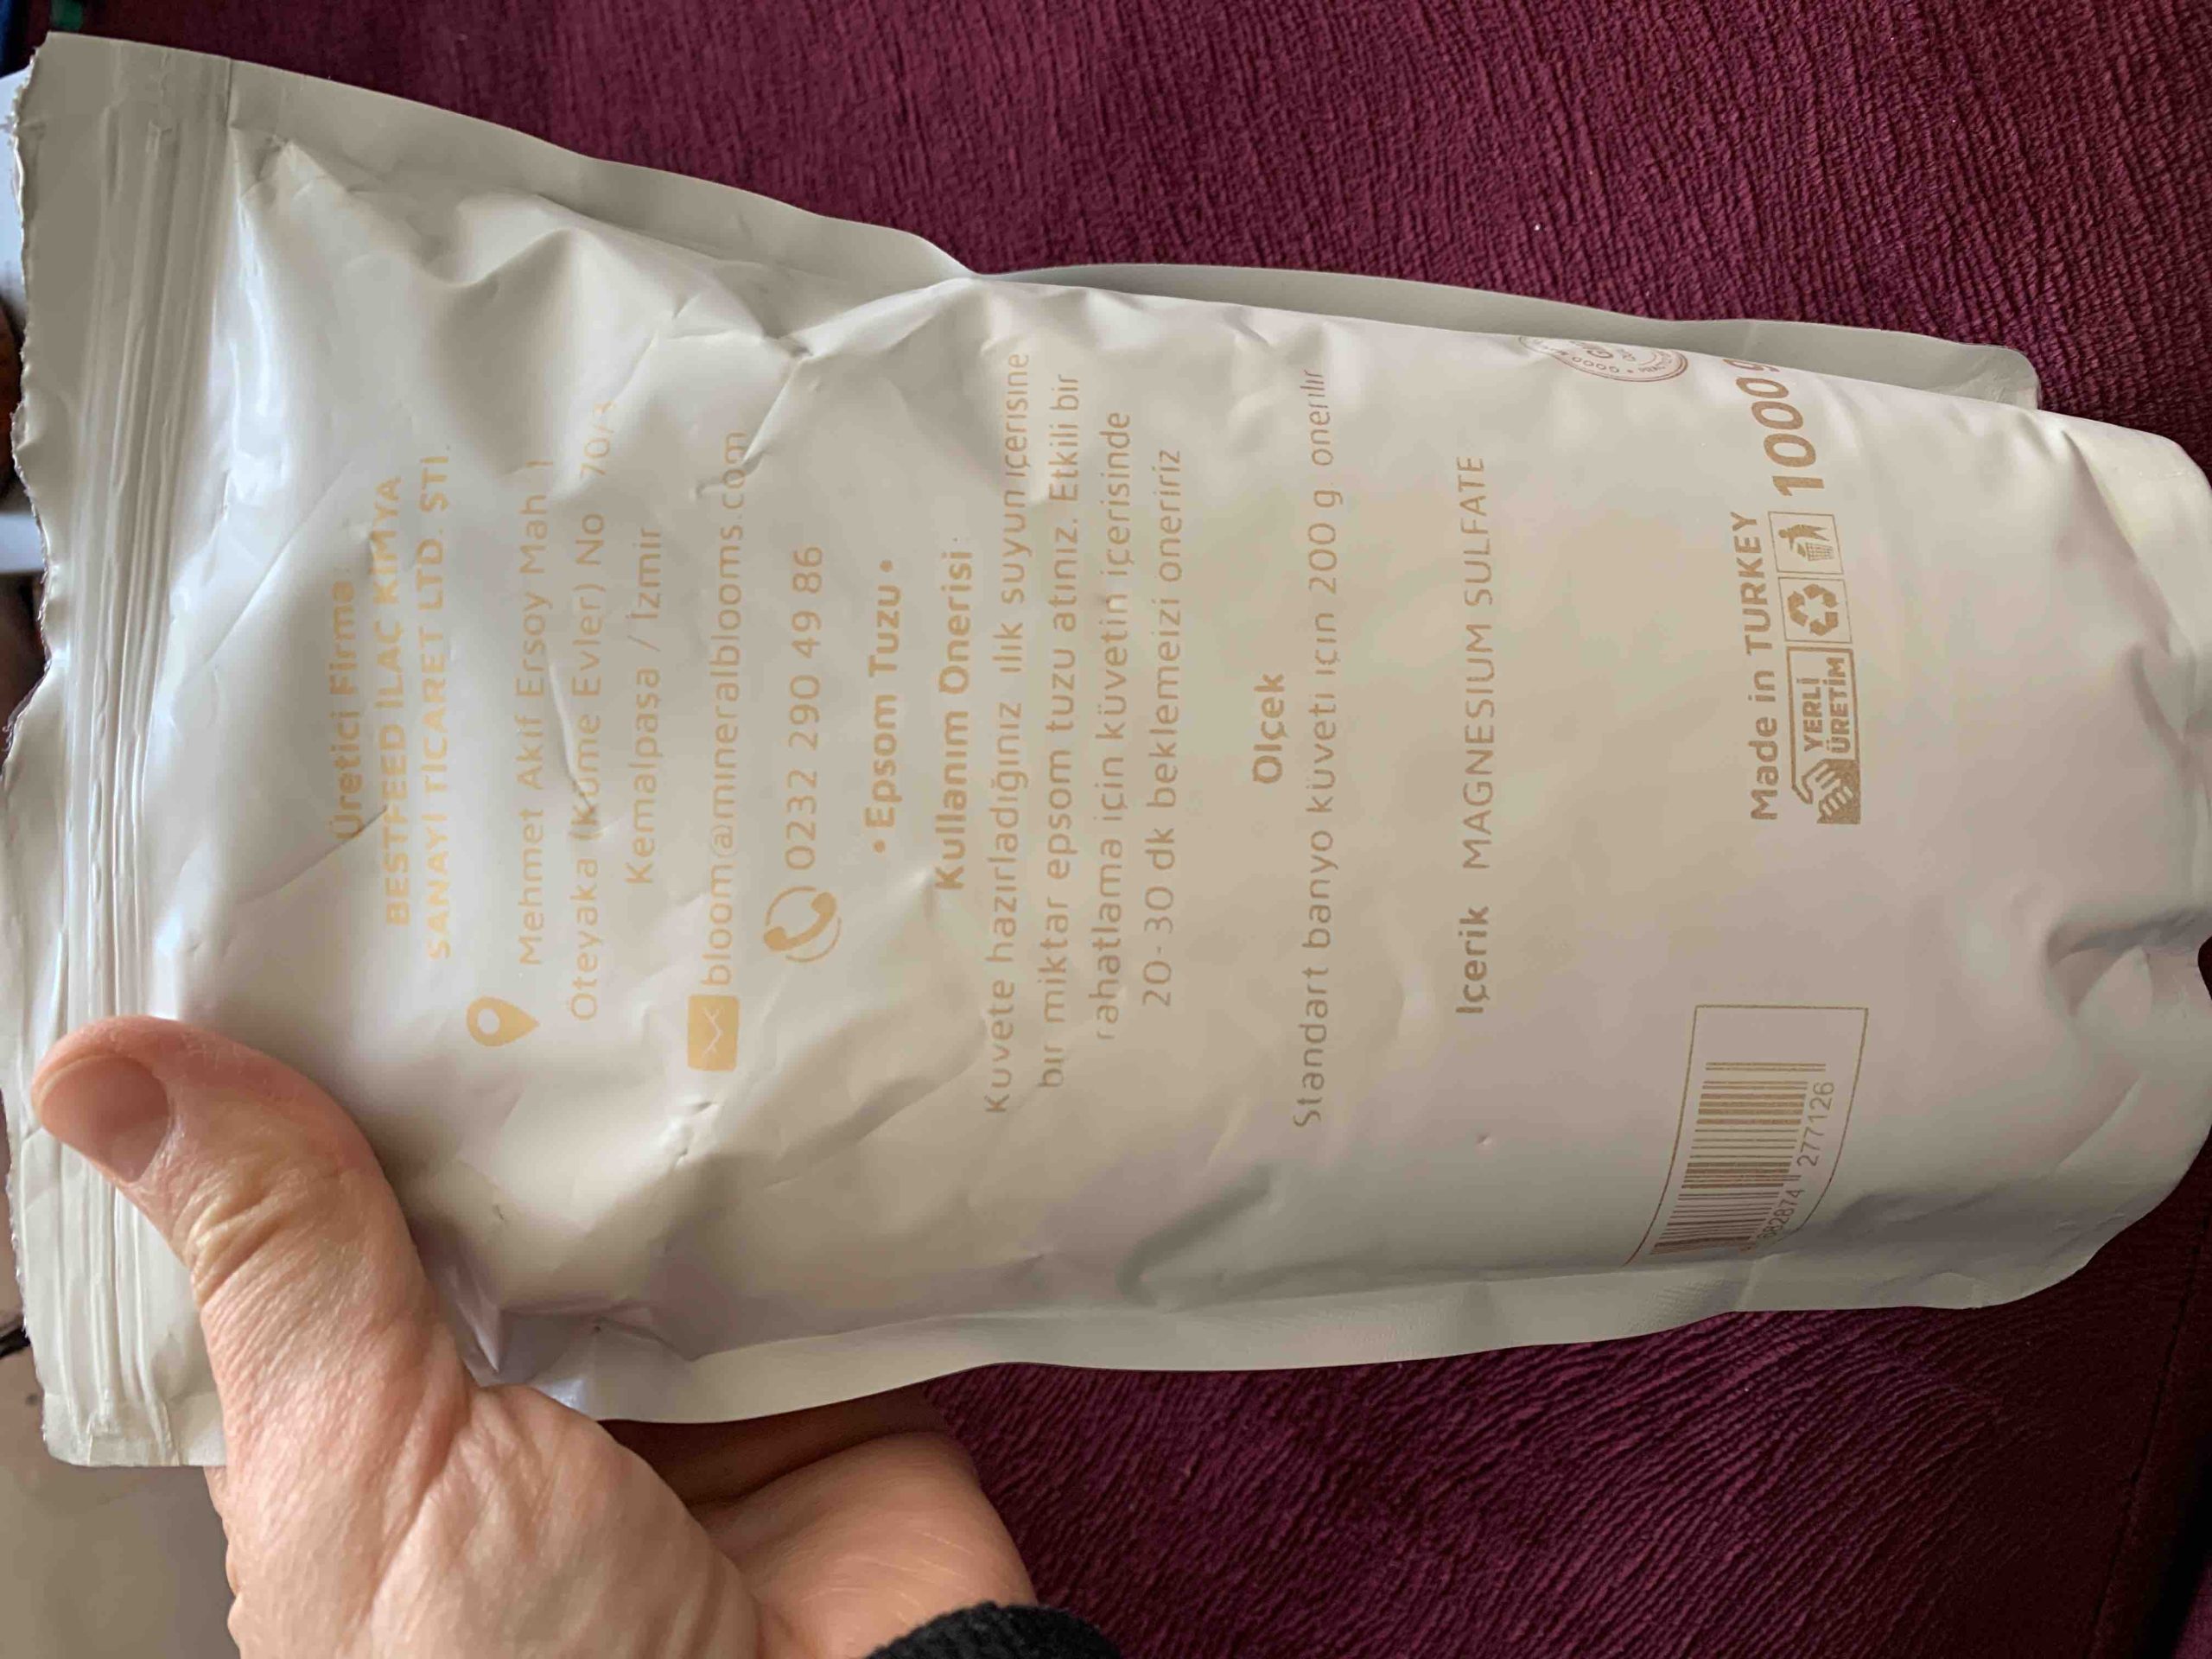 Üretici Firma:
BESTFEED İLAÇ KİMYA
SANAYİ TİCARET LTD. ŞTİ.
Mehmet Akif Ersoy Mah.
Öteyaka (Küme Evler) No
Kemalpaşa / İzmir
bloom@mineralblooms.com
0232 290 49 86
• Epsom Tuzu •
Kullanım Önerisi:
Küvete hazırladığınız ılık suyun içerisine
bir miktar epsom tuzu atınız. Etkili bir
rahatlama için küvetin içerisinde
20-30 dk beklemeizi öneririz
Ölçek
Standart banyo küveti için 200 g önerilir
İçerik MAGNESIUM SULFATE
Made in TURKEY
YERLİ
ÜRETİM
1000 g
682874 277126
GOOD